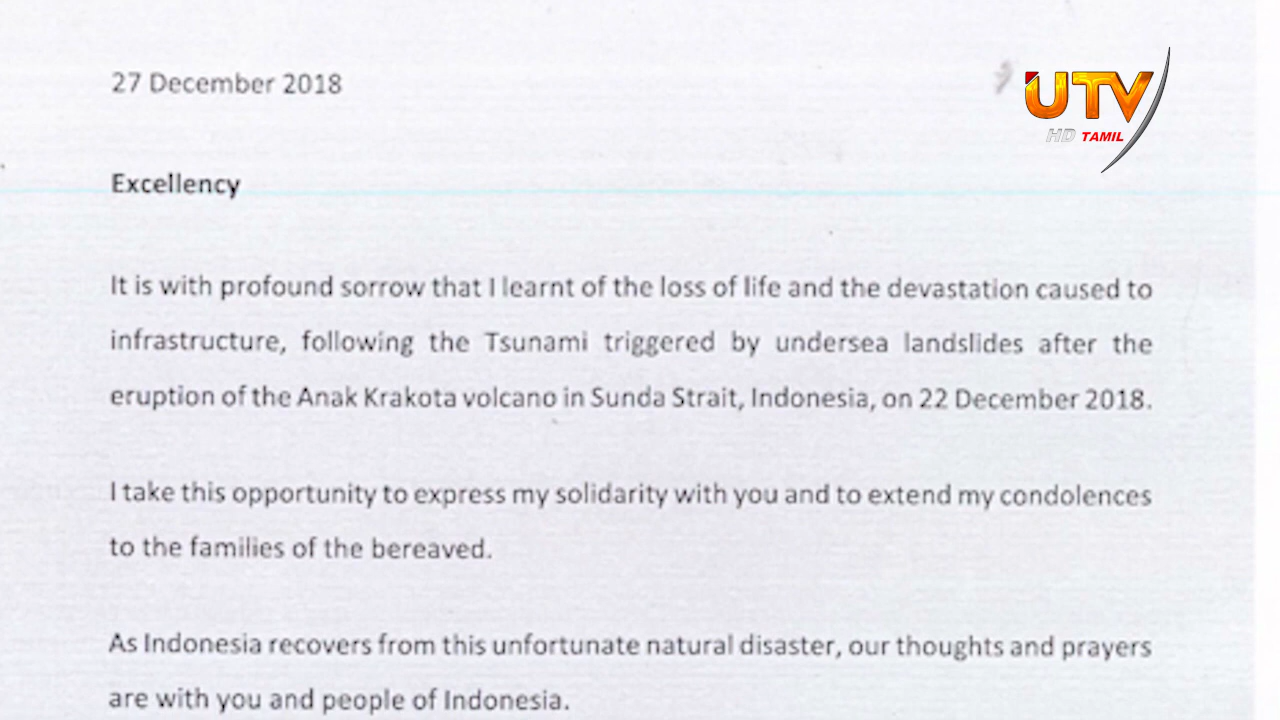 27 December 2018
UTV
HD TAMIL
Excellency
It is with profound sorrow that I learnt of the loss of life and the devastation caused to
infrastructure, following the Tsunami triggered by undersea landslides after the
eruption of the Anak Krakota volcano in Sunda Strait, Indonesia, on 22 December 2018.
I take this opportunity to express my solidarity with you and to extend my condolences
to the families of the bereaved.
As Indonesia recovers from this unfortunate natural disaster, our thoughts and prayers
are with you and people of Indonesia.